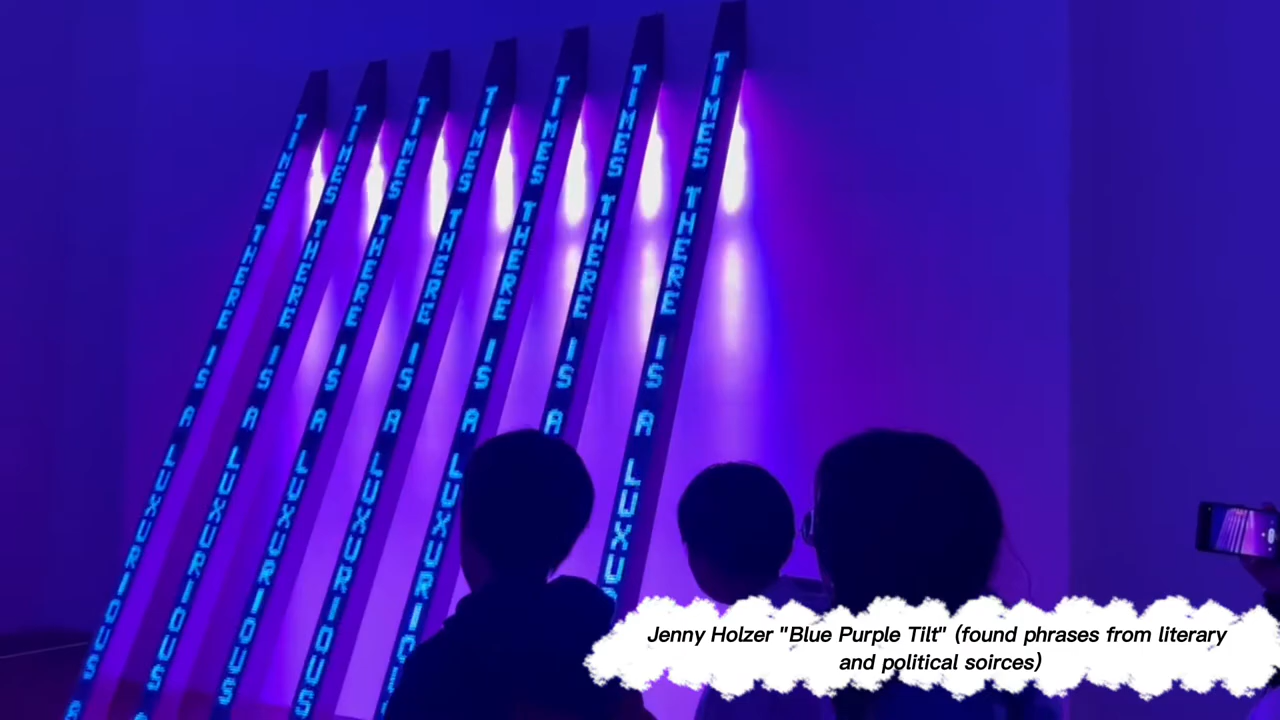 TIMES THERE IS A LUXURIOUS A
TIMES THERE IS A LUXURIOUS A
TIMES THERE IS A LUXURIOUS
TIMES THERE IS A LUXURIOUS
TIMES THERE IS A LUXURIO
TIMES THERE IS A
TIMES THERE IS A LUXU
Jenny Holzer "Blue Purple Tilt" (found phrases from literary
and political soirces)